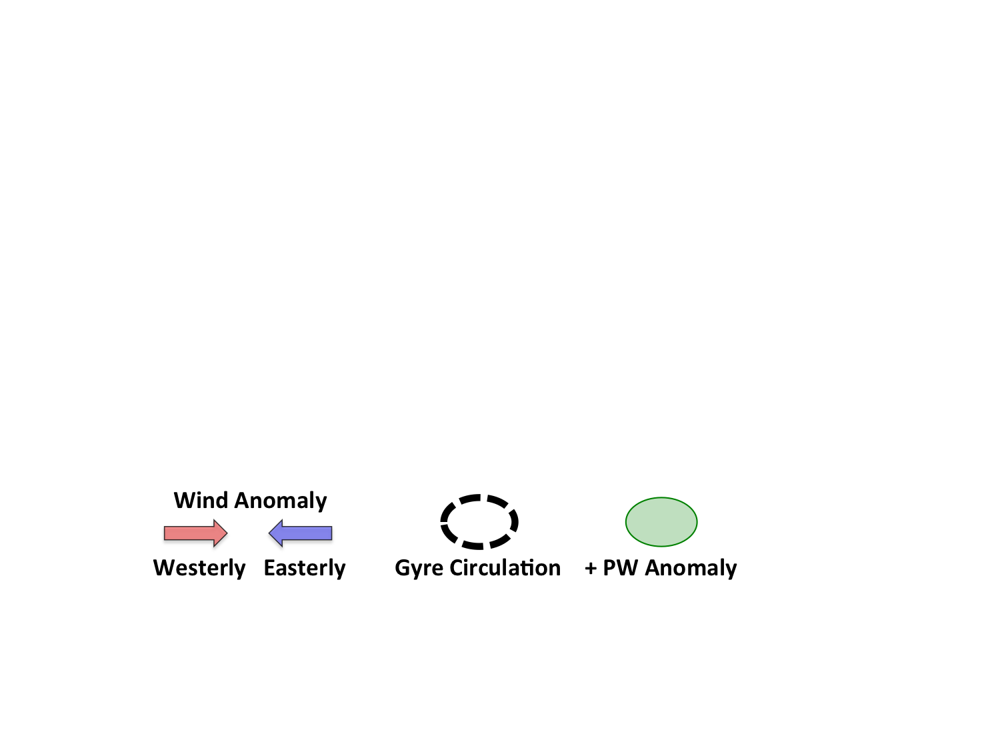 Wind Anomaly
Westerly Easterly
Gyre Circulation
+ PW Anomaly